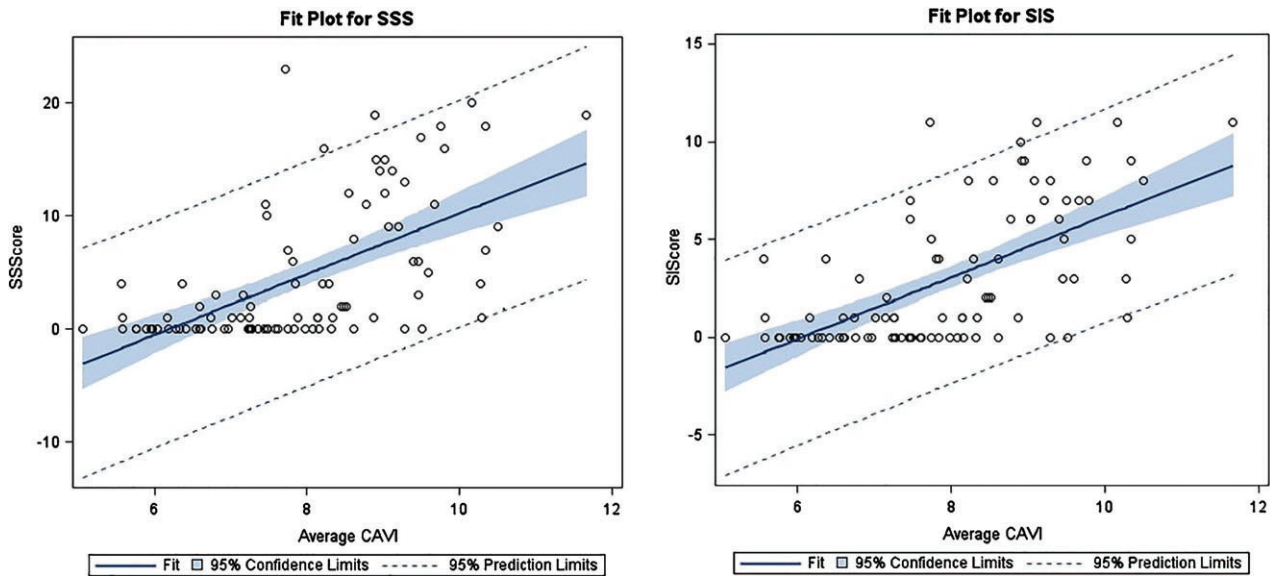 Fit Plot for SSS
20
10
0
-10
SSScore
6
8
10
12
Average CAVI
Fit 95% Confidence Limits 95% Prediction Limits
Fit Plot for SIS
15
10
5
0
-5
SIScore
6
8
10
12
Average CAVI
Fit 95% Confidence Limits 95% Prediction Limits